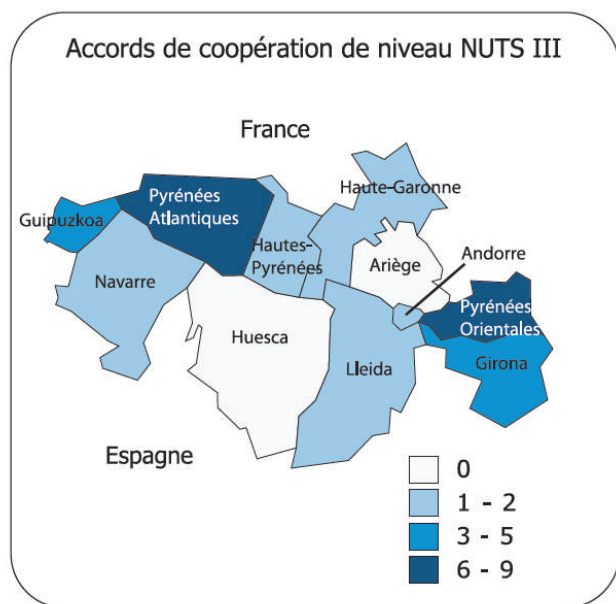 Accords de coopération de niveau NUTS III
France
Haute-Garonne
Pyrénées
Atlantiques
Guipuzkoa
Hautes-
Pyrénées
Andorre
Ariège
Navarre
Pyrénées
Orientales
Huesca
Lleida
Girona
Espagne
0
1 - 2
3 - 5
6 - 9